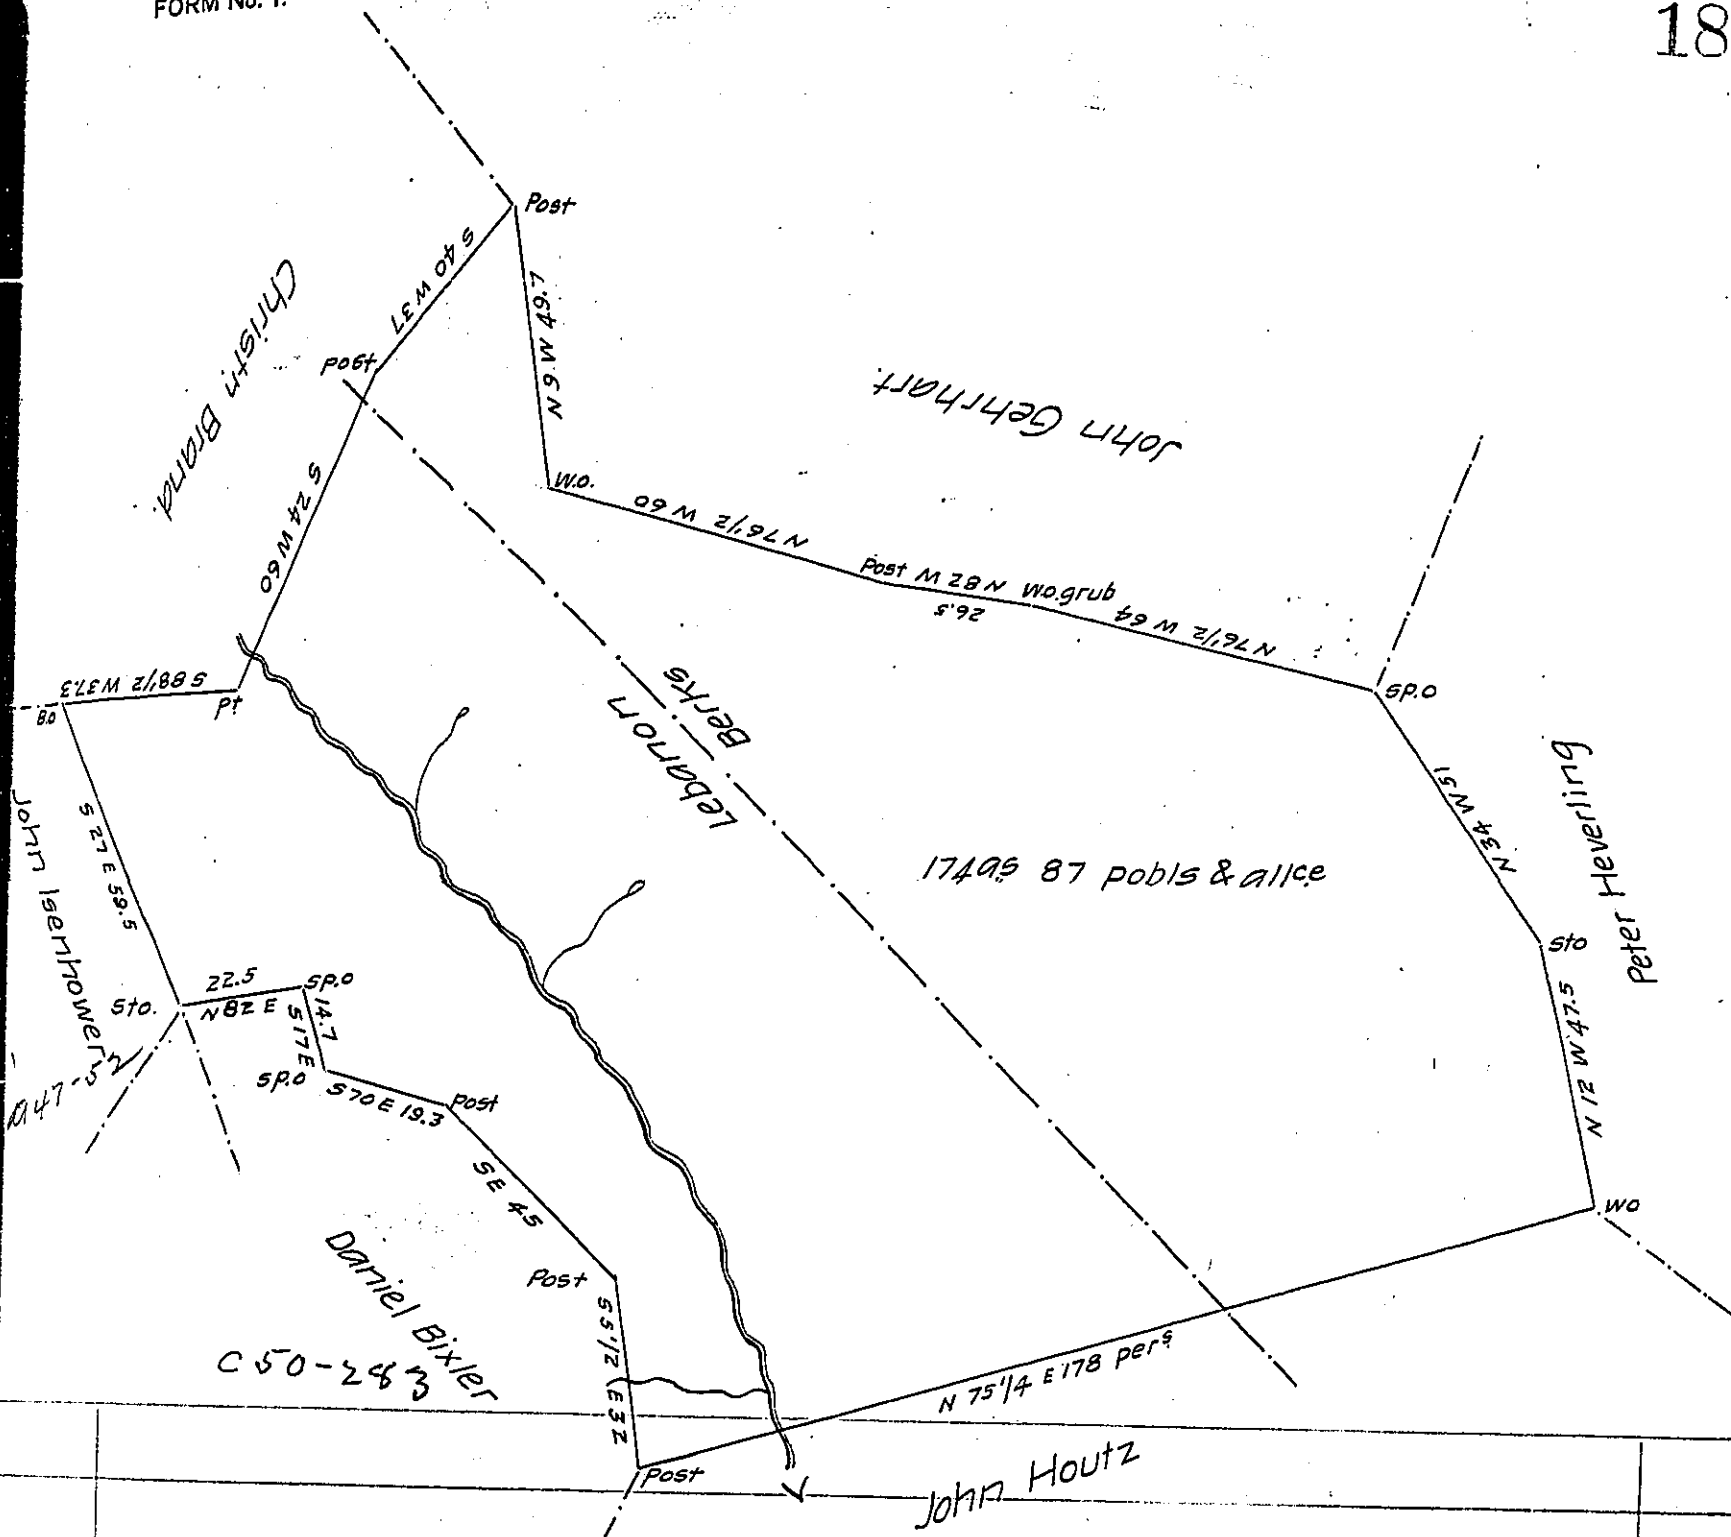 FORM No. 1.
18
Post
S 40 W 37
N 9 W 49.7
Christn Brand.
Post
John Gehrhart
S 24 W 60
W.O.
N 76 1/2 W 60
Post
N 82 W
26.5
W.O. grub
N 76 1/2 W 64
SP.O
S 88 1/2 W 37.3
B.O
Pt
Berks
Lebanon
N 34 W 51
Peter Heverling
John Isenhower
S 27 E 59.5
174as 87 pobls & allce
Sto
Sto.
22.5
N 82 E
SP.O
14.7
S 17 E
SP.O
S 70 E 19.3
Post
N 12 W 47.5
SE 45
WO
Daniel Bixler
Post
S 5 1/2 E 32
C 50-283
N 75 1/4 E 178 pers
Post
John Houtz